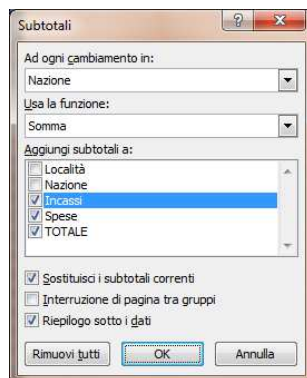 Subtotali
Ad ogni cambiamento in:
Nazione
Usa la funzione:
Somma
Aggiungi subtotali a:
Località
Nazione
Incassi
Spese
TOTALE
Sostituisci i subtotali correnti
Interruzione di pagina tra gruppi
Riepilogo sotto i dati
Rimuovi tutti OK Annulla